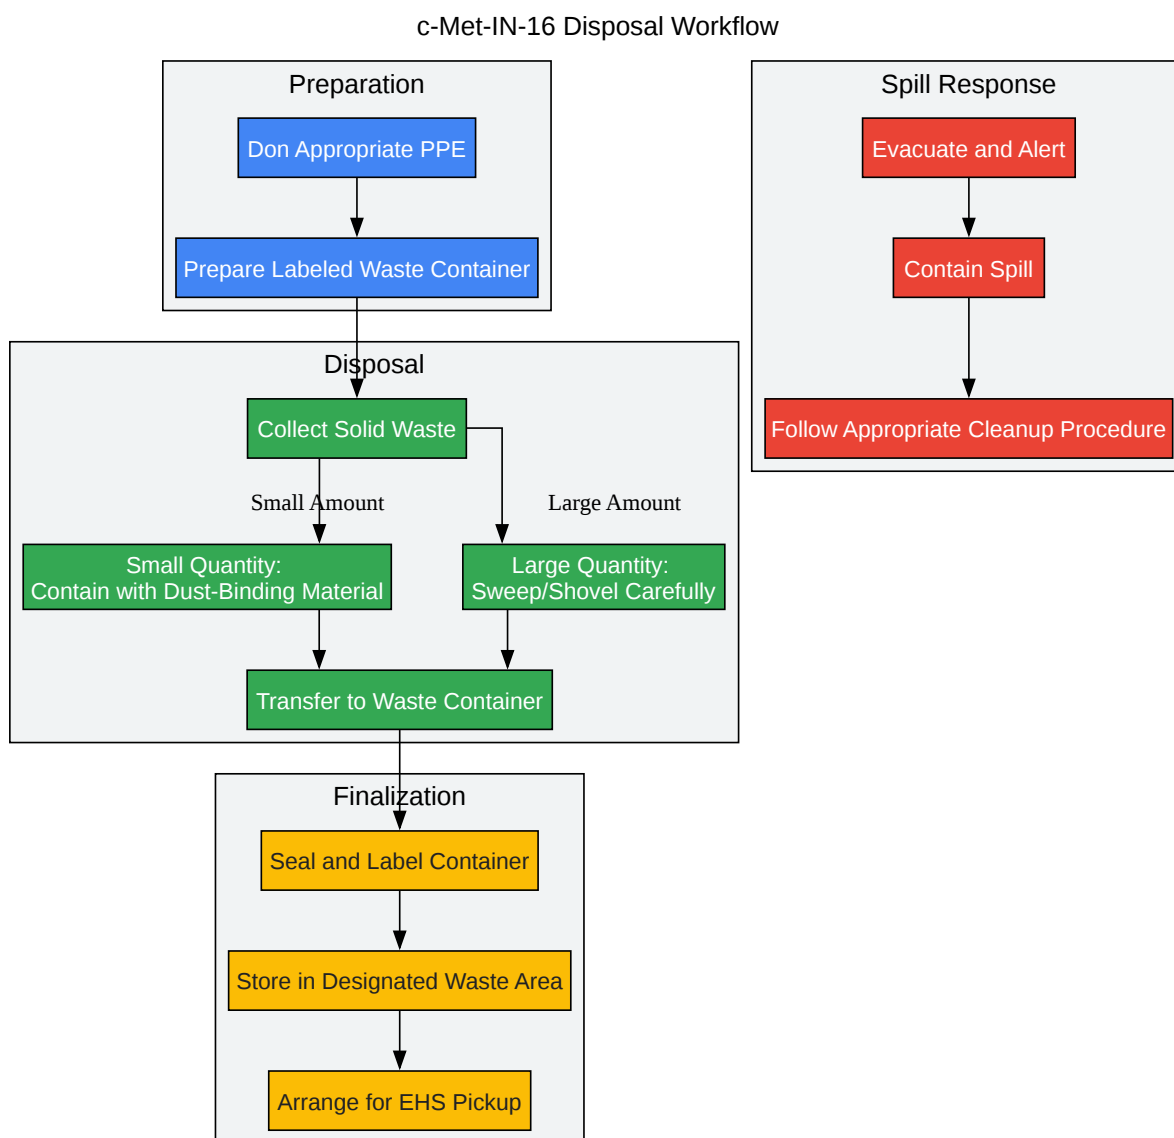 c-Met-IN-16 Disposal Workflow
Preparation
Don Appropriate PPE
Prepare Labeled Waste Container
Disposal
Collect Solid Waste
Small Amount
Large Amount
Small Quantity:
Contain with Dust-Binding Material
Large Quantity:
Sweep/Shovel Carefully
Transfer to Waste Container
Finalization
Seal and Label Container
Store in Designated Waste Area
Arrange for EHS Pickup
Spill Response
Evacuate and Alert
Contain Spill
Follow Appropriate Cleanup Procedure